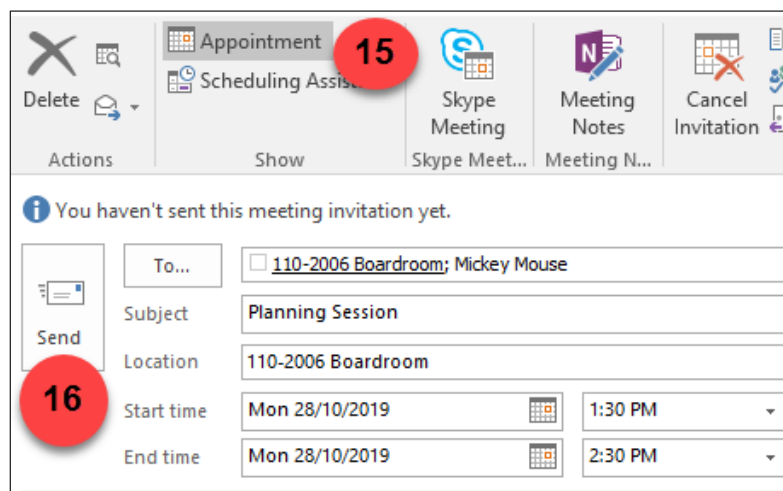 Appointment
15
Scheduling Assis
Delete
Skype
Meeting
Meeting
Notes
Cancel
Invitation
Actions
Show
Skype Meet...
Meeting N...
You haven't sent this meeting invitation yet.
To...
110-2006 Boardroom; Mickey Mouse
Subject
Planning Session
Send
Location
110-2006 Boardroom
16
Start time
Mon 28/10/2019
1:30 PM
End time
Mon 28/10/2019
2:30 PM